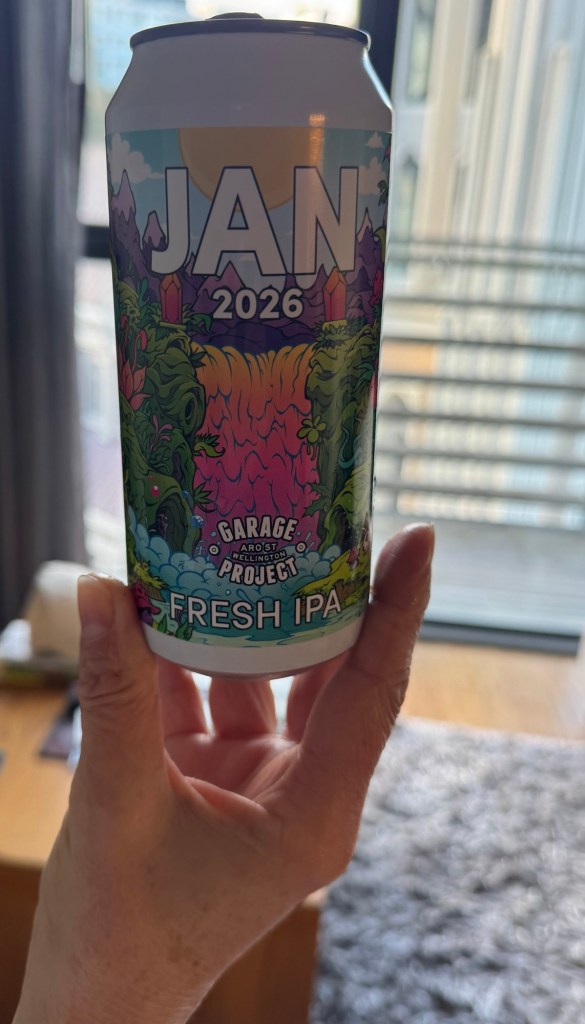 JAN
2026
GARAGE
ARO ST
WELLINGTON
PROJECT
FRESH IPA